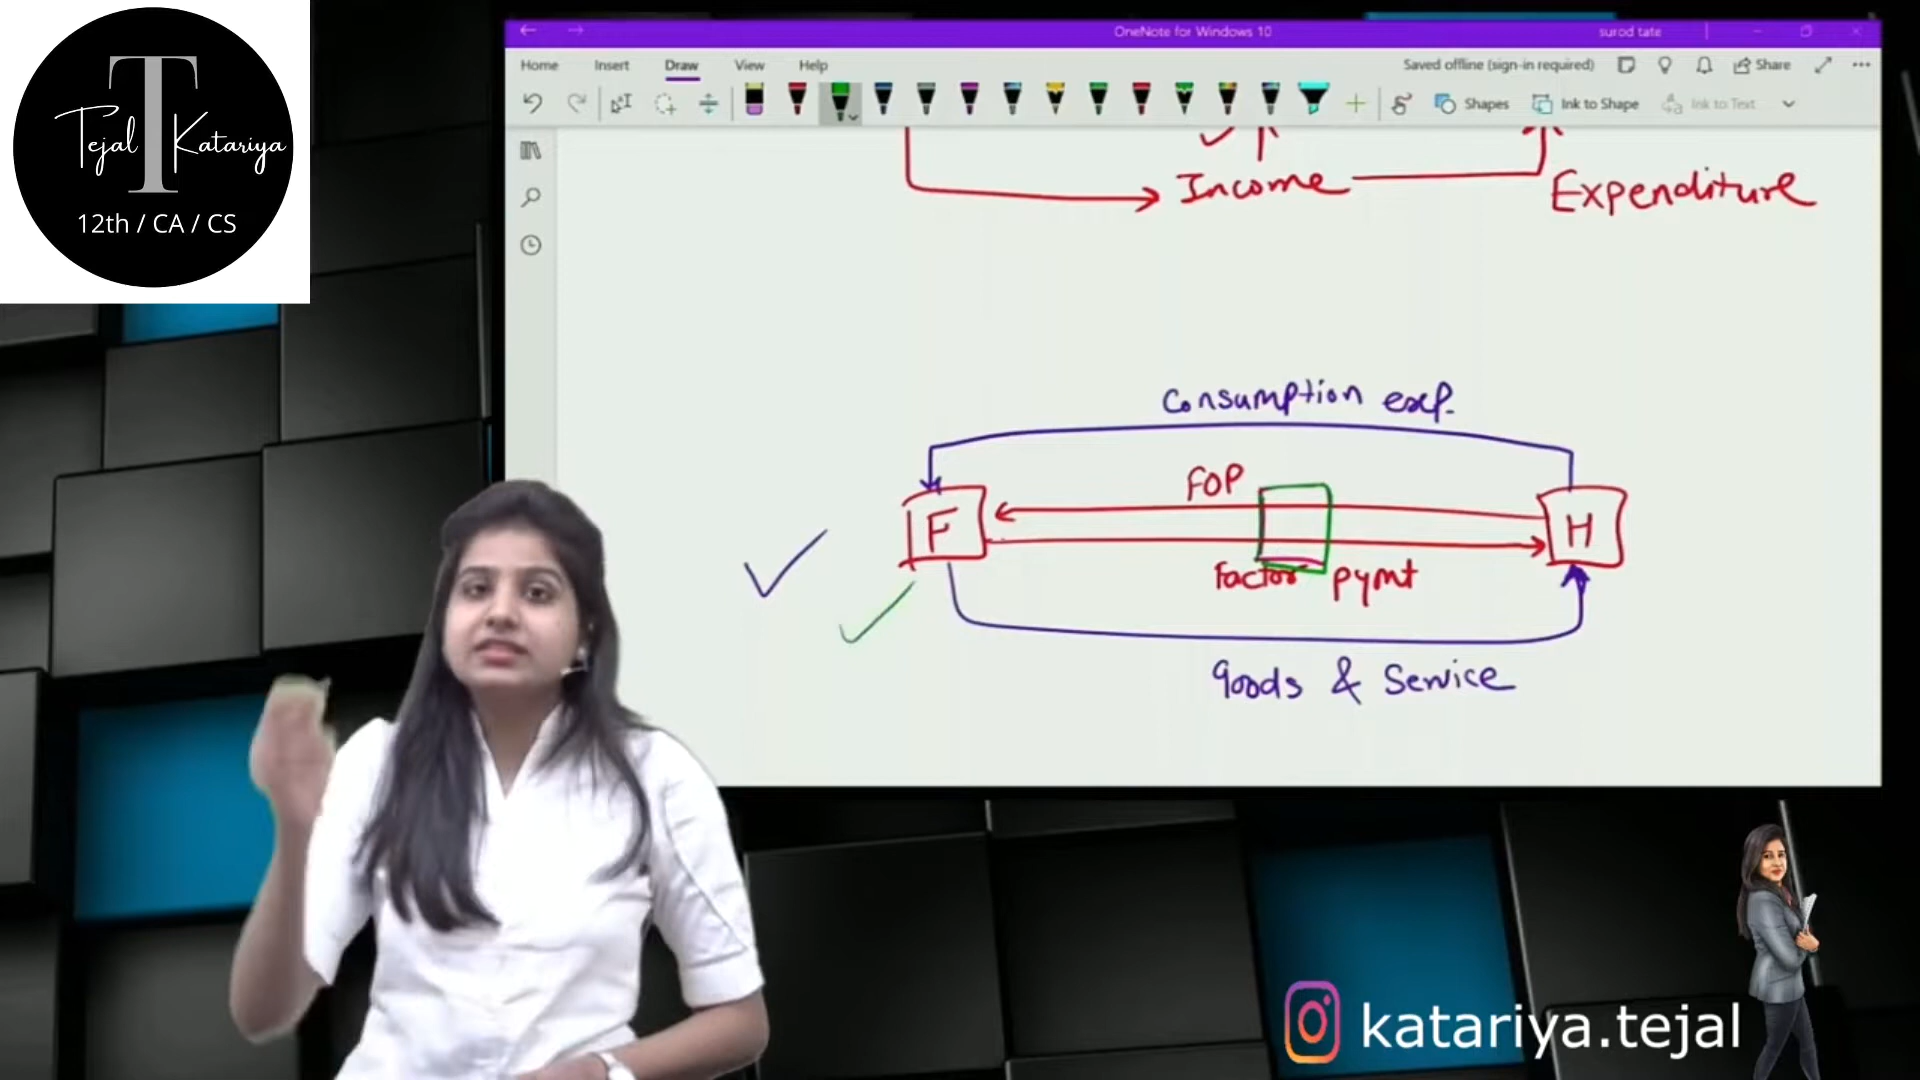 T
Tejal Katariya
12th / CA / CS
OneNote for Windows 10
surod tate
Home Insert Draw View Help
Saved offline (sign-in required)
Share
Shapes
Ink to Shape
Ink to Text
Income
Expenditure
Consumption exp.
FOP
F
H
Factor pymt
Goods & Service
katariya.tejal